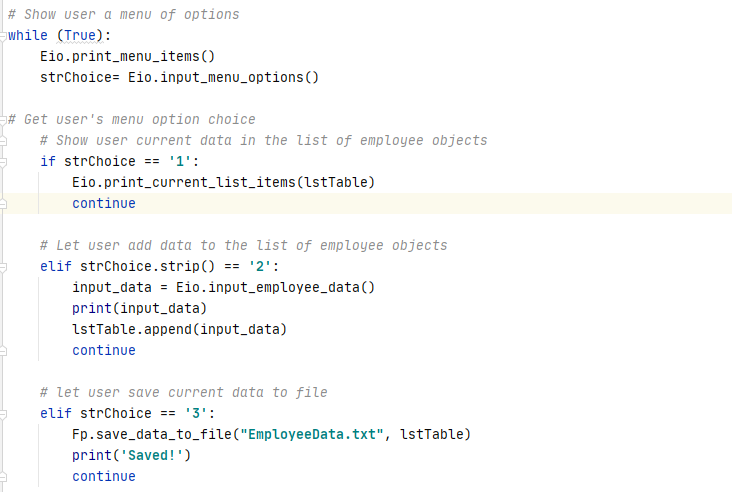 # Show user a menu of options
while (True):
    Eio.print_menu_items()
    strChoice= Eio.input_menu_options()

# Get user's menu option choice
    # Show user current data in the list of employee objects
    if strChoice == '1':
        Eio.print_current_list_items(lstTable)
        continue

    # Let user add data to the list of employee objects
    elif strChoice.strip() == '2':
        input_data = Eio.input_employee_data()
        print(input_data)
        lstTable.append(input_data)
        continue

    # let user save current data to file
    elif strChoice == '3':
        Fp.save_data_to_file("EmployeeData.txt", lstTable)
        print('Saved!')
        continue